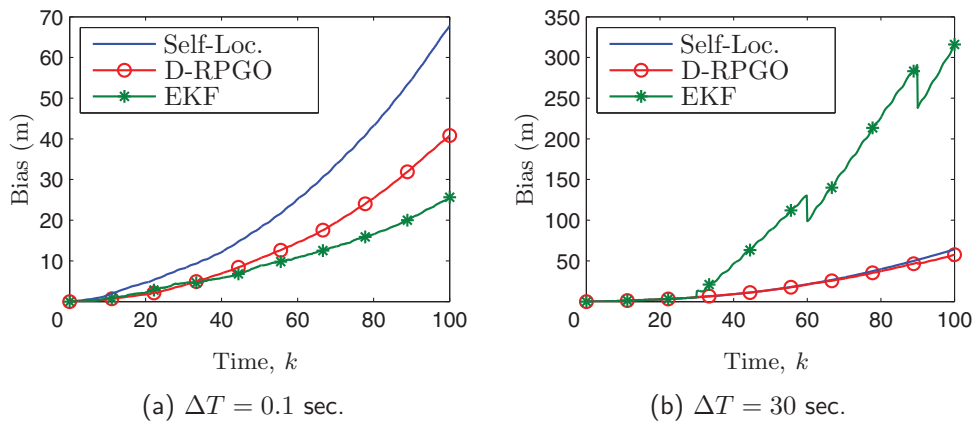 70
60
50
40
30
20
10
Bias (m)
Self-Loc.
D-RPGO
EKF
0 20 40 60 80 100
Time, k
(a) ΔT = 0.1 sec.
350
300
250
200
150
100
50
Bias (m)
Self-Loc.
D-RPGO
EKF
0 20 40 60 80 100
Time, k
(b) ΔT = 30 sec.